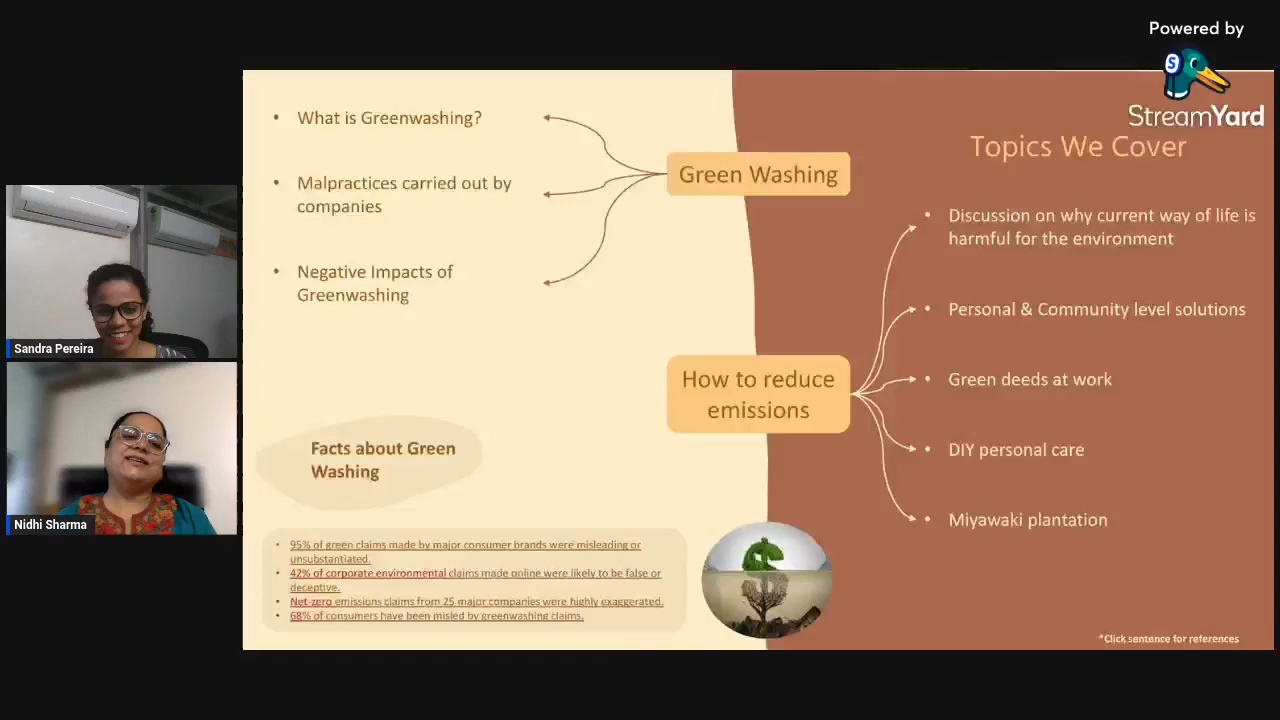 Powered by
StreamYard
Topics We Cover
• What is Greenwashing?
• Malpractices carried out by
companies
• Negative Impacts of
Greenwashing
Green Washing
How to reduce
emissions
• Discussion on why current way of life is
harmful for the environment
• Personal & Community level solutions
• Green deeds at work
• DIY personal care
• Miyawaki plantation
Facts about Green
Washing
• 95% of green claims made by major consumer brands were misleading or
unsubstantiated.
• 42% of corporate environmental claims made online were likely to be false or
deceptive.
• Net-zero emissions claims from 25 major companies were highly exaggerated.
• 68% of consumers have been misled by greenwashing claims.
*Click sentence for references
Sandra Pereira
Nidhi Sharma